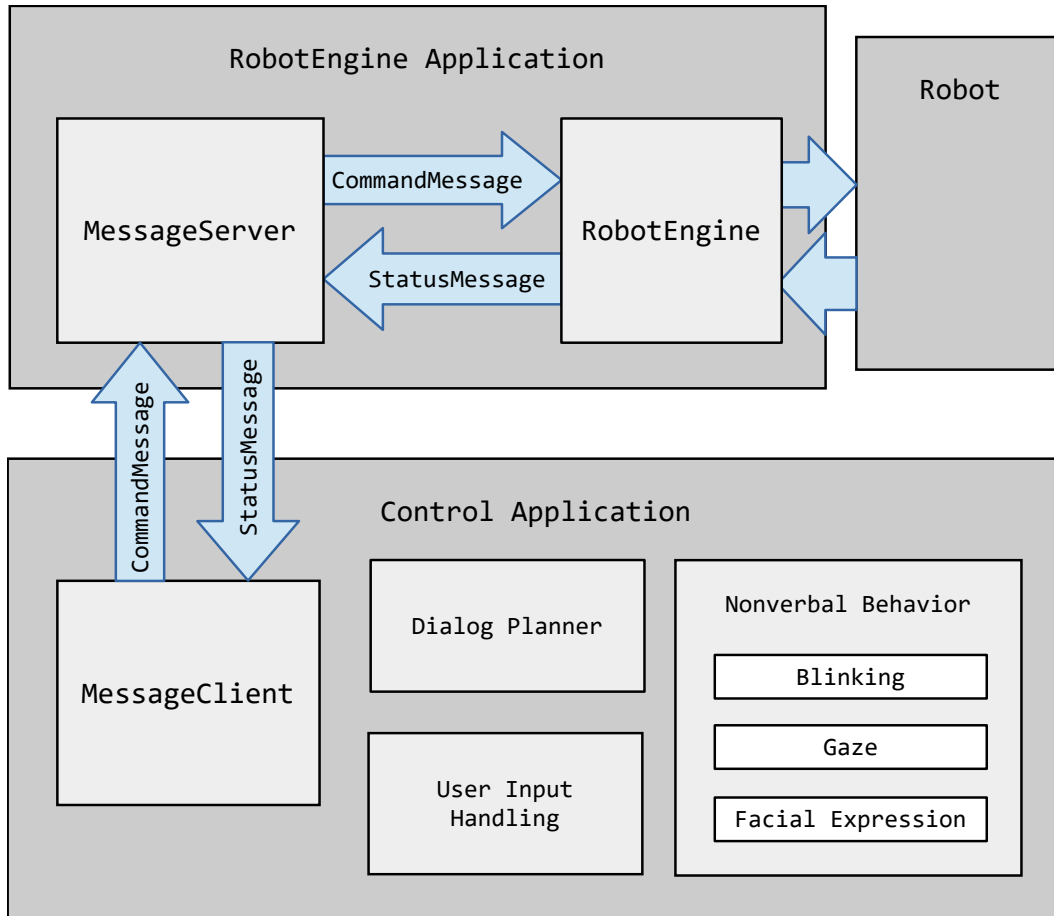 RobotEngine Application
Robot
MessageServer
CommandMessage
StatusMessage
RobotEngine
CommandMessage
StatusMessage
Control Application
MessageClient
Dialog Planner
User Input
Handling
Nonverbal Behavior
Blinking
Gaze
Facial Expression